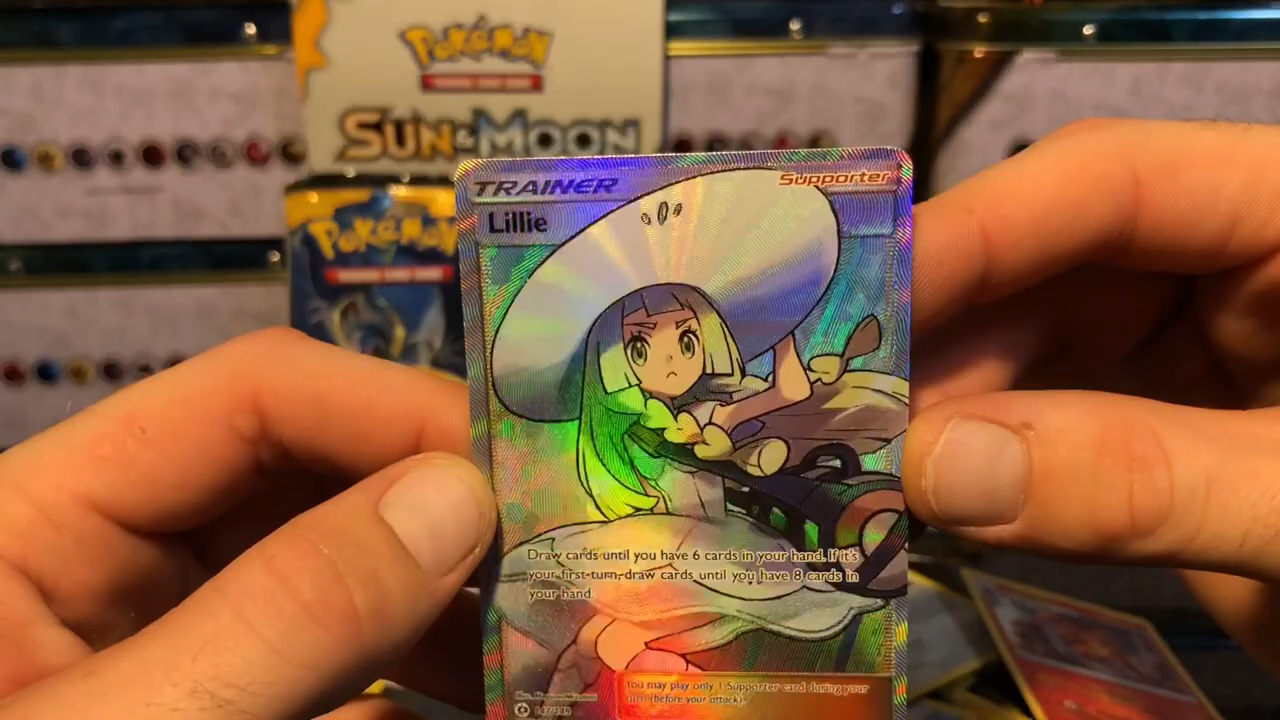 Pokémon
SUN & MOON
Pokémon
TRAINER
Supporter
Lillie
Draw cards until you have 6 cards in your hand. If it's
your first turn, draw cards until you have 8 cards in
your hand.
You may play only 1 Supporter card during your
turn (before your attack).
147/149